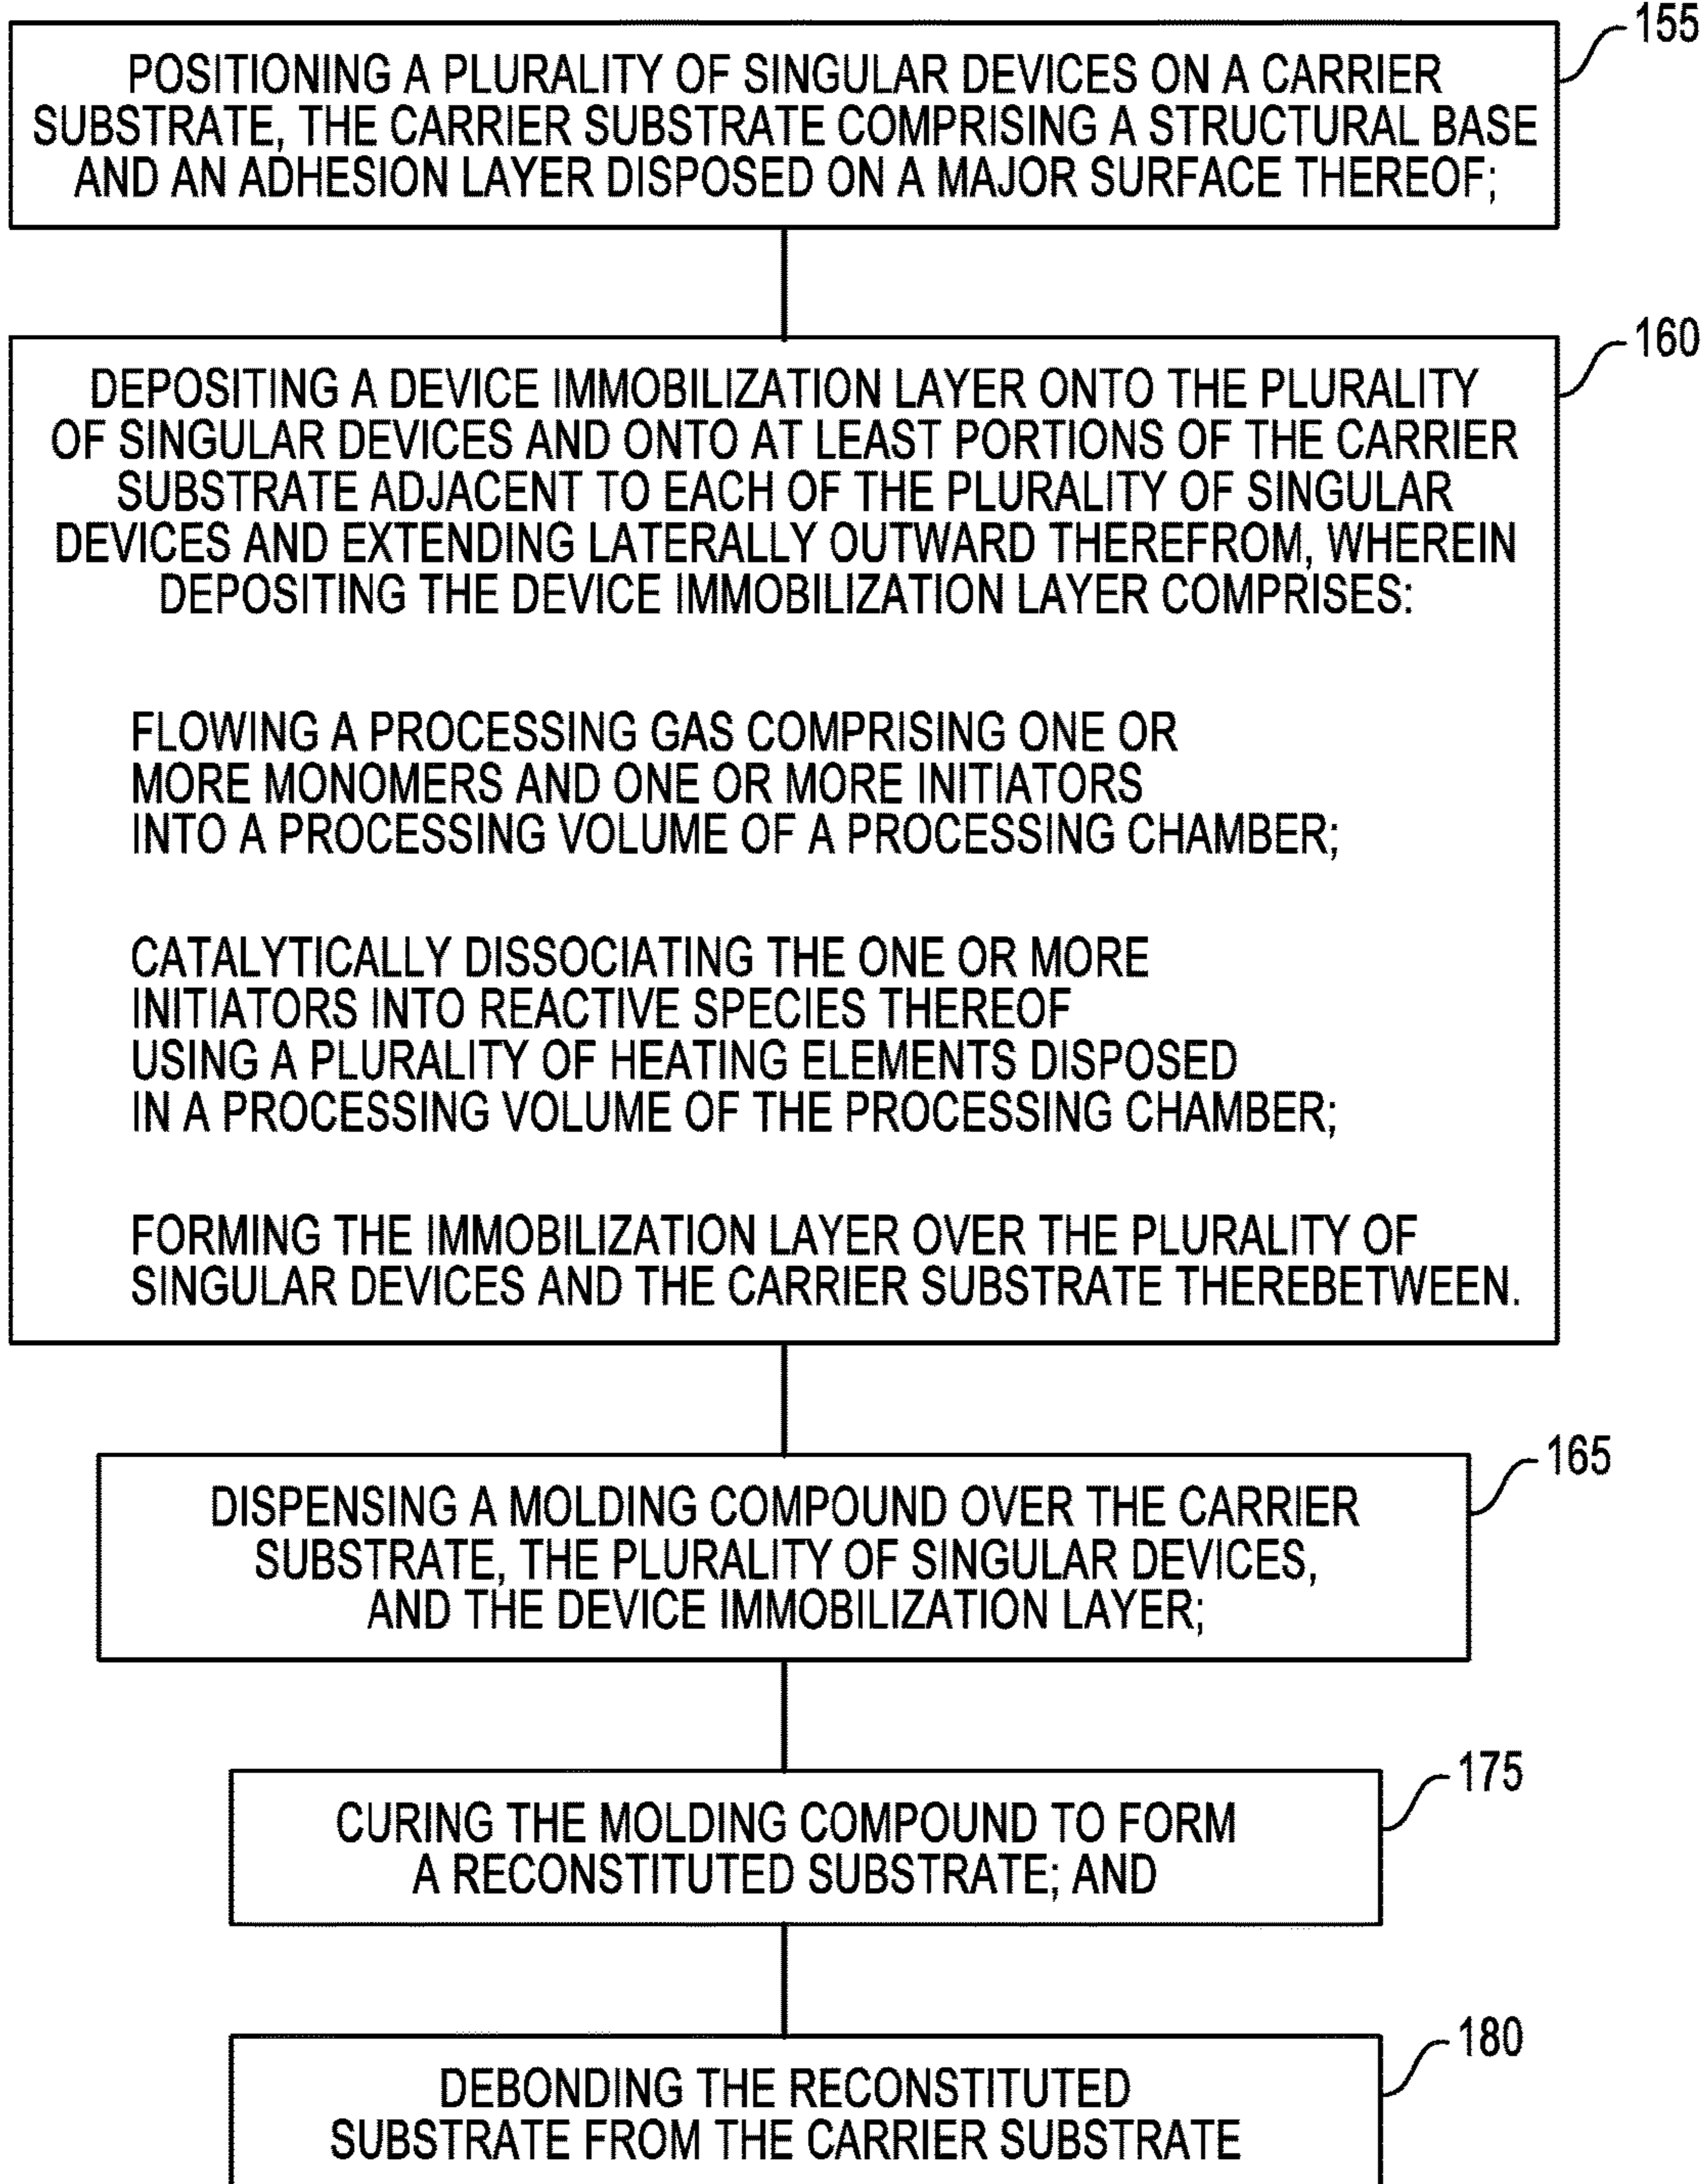 155
POSITIONING A PLURALITY OF SINGULAR DEVICES ON A CARRIER
SUBSTRATE, THE CARRIER SUBSTRATE COMPRISING A STRUCTURAL BASE
AND AN ADHESION LAYER DISPOSED ON A MAJOR SURFACE THEREOF;
160
DEPOSITING A DEVICE IMMOBILIZATION LAYER ONTO THE PLURALITY
OF SINGULAR DEVICES AND ONTO AT LEAST PORTIONS OF THE CARRIER
SUBSTRATE ADJACENT TO EACH OF THE PLURALITY OF SINGULAR
DEVICES AND EXTENDING LATERALLY OUTWARD THEREFROM, WHEREIN
DEPOSITING THE DEVICE IMMOBILIZATION LAYER COMPRISES:
FLOWING A PROCESSING GAS COMPRISING ONE OR
MORE MONOMERS AND ONE OR MORE INITIATORS
INTO A PROCESSING VOLUME OF A PROCESSING CHAMBER;
CATALYTICALLY DISSOCIATING THE ONE OR MORE
INITIATORS INTO REACTIVE SPECIES THEREOF
USING A PLURALITY OF HEATING ELEMENTS DISPOSED
IN A PROCESSING VOLUME OF THE PROCESSING CHAMBER;
FORMING THE IMMOBILIZATION LAYER OVER THE PLURALITY OF
SINGULAR DEVICES AND THE CARRIER SUBSTRATE THEREBETWEEN.
165
DISPENSING A MOLDING COMPOUND OVER THE CARRIER
SUBSTRATE, THE PLURALITY OF SINGULAR DEVICES,
AND THE DEVICE IMMOBILIZATION LAYER;
175
CURING THE MOLDING COMPOUND TO FORM
A RECONSTITUTED SUBSTRATE; AND
180
DEBONDING THE RECONSTITUTED
SUBSTRATE FROM THE CARRIER SUBSTRATE